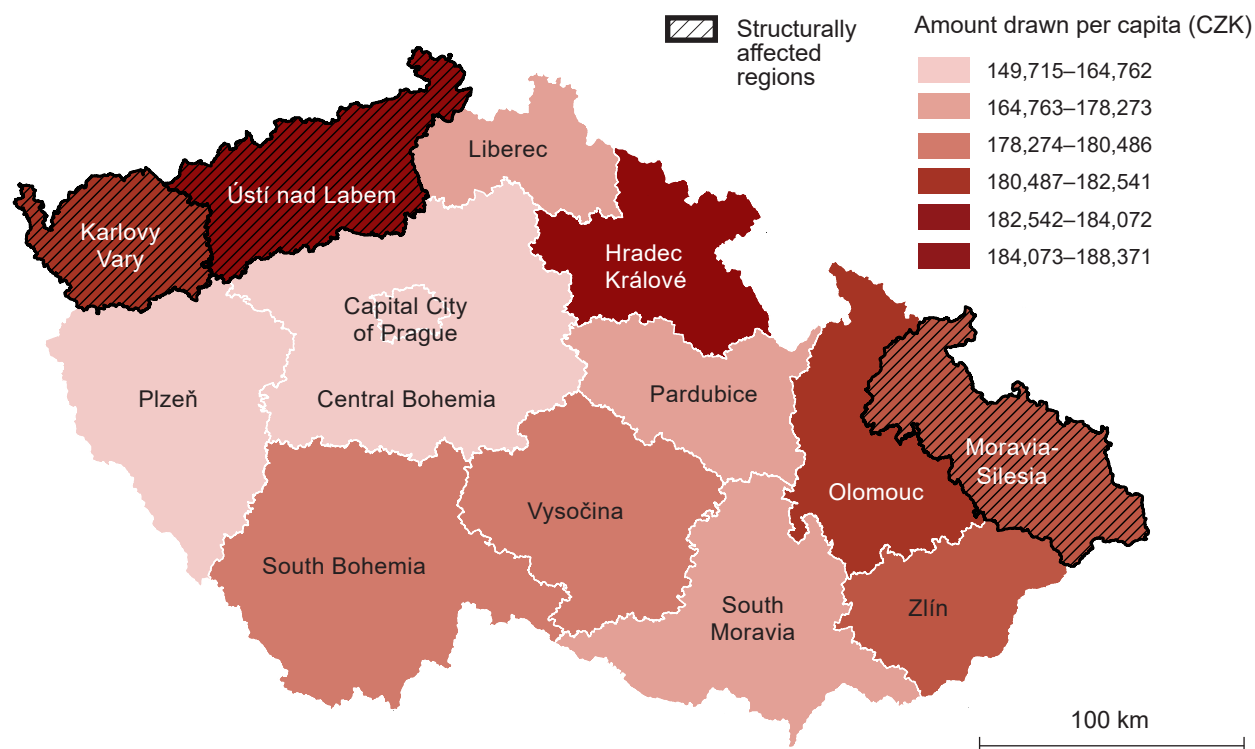 Structurally
affected
regions
Amount drawn per capita (CZK)
149,715–164,762
164,763–178,273
178,274–180,486
180,487–182,541
182,542–184,072
184,073–188,371
Liberec
Ústí nad Labem
Karlovy
Vary
Hradec
Králové
Capital City
of Prague
Plzeň
Central Bohemia
Pardubice
Moravia-
Silesia
Olomouc
Vysočina
South Bohemia
South
Moravia
Zlín
100 km